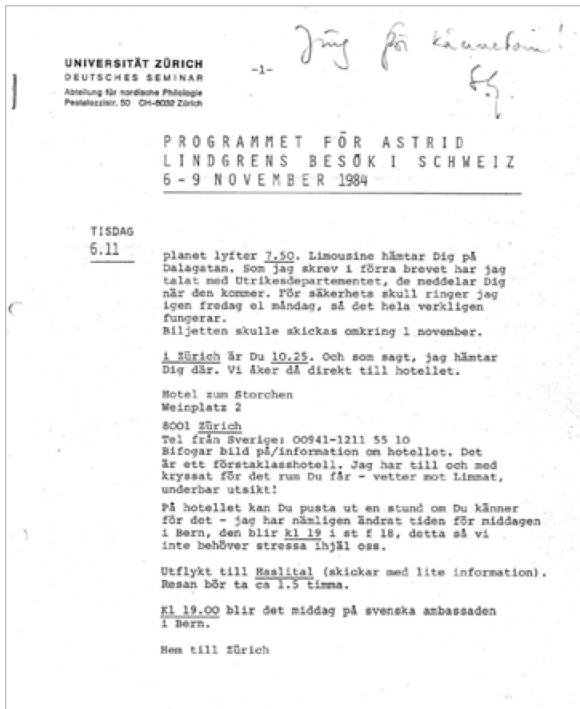 Jag för kännedom!
UNIVERSITÄT ZÜRICH
DEUTSCHES SEMINAR
Abteilung für nordische Philologie
Pestalozzistr. 50 CH-8032 Zürich
-1-
PROGRAMMET FÖR ASTRID
LINDGRENS BESÖK I SCHWEIZ
6-9 NOVEMBER 1984
TISDAG
6.11
planet lyfter 7.50. Limousine hämtar Dig på
Dalagatan. Som jag skrev i förra brevet har jag
talat med Utrikesdepartementet, de meddelar Dig
när den kommer. För säkerhets skull ringer jag
igen fredag el måndag, så det hela verkligen
fungerar.
Biljetten skulle skickas omkring 1 november.
i Zürich är Du 10.25. Och som sagt, jag hämtar
Dig där. Vi åker då direkt till hotellet.
Hotel zum Storchen
Weinplatz 2
8001 Zürich
Tel från Sverige: 00941-1211 55 10
Bifogar bild på/information om hotellet. Det
är ett förstaklasshotell. Jag har till och med
kryssat för det rum Du får - vetter mot Limmat,
underbar utsikt!
På hotellet kan Du pusta ut en stund om Du känner
för det - jag har nämligen ändrat tiden för middagen
i Bern, den blir kl 19 i st f 18, detta så vi
inte behöver stressa ihjäl oss.
Utflykt till Haslital (skickar med lite information).
Resan bör ta ca 1.5 timma.
Kl 19.00 blir det middag på svenska ambassaden
i Bern.
Hem till Zürich